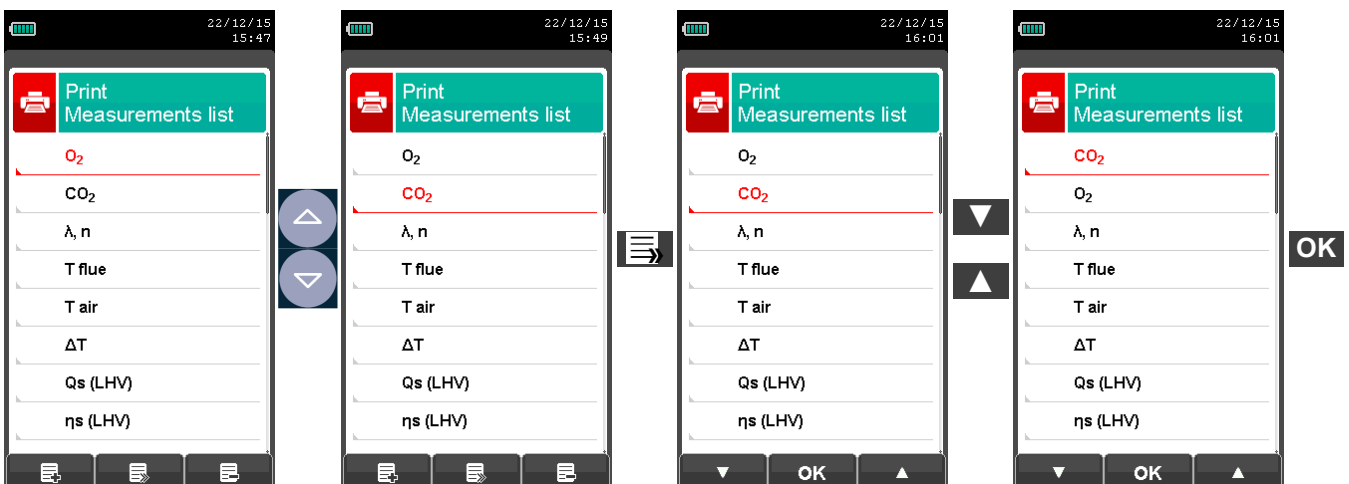 22/12/15
15:47
Print
Measurements list
O₂
CO₂
λ, n
T flue
T air
ΔT
Qs (LHV)
ηs (LHV)
22/12/15
15:49
Print
Measurements list
O₂
CO₂
λ, n
T flue
T air
ΔT
Qs (LHV)
ηs (LHV)
22/12/15
16:01
Print
Measurements list
O₂
CO₂
λ, n
T flue
T air
ΔT
Qs (LHV)
ηs (LHV)
OK
22/12/15
16:01
Print
Measurements list
CO₂
O₂
λ, n
T flue
T air
ΔT
Qs (LHV)
ηs (LHV)
OK
OK